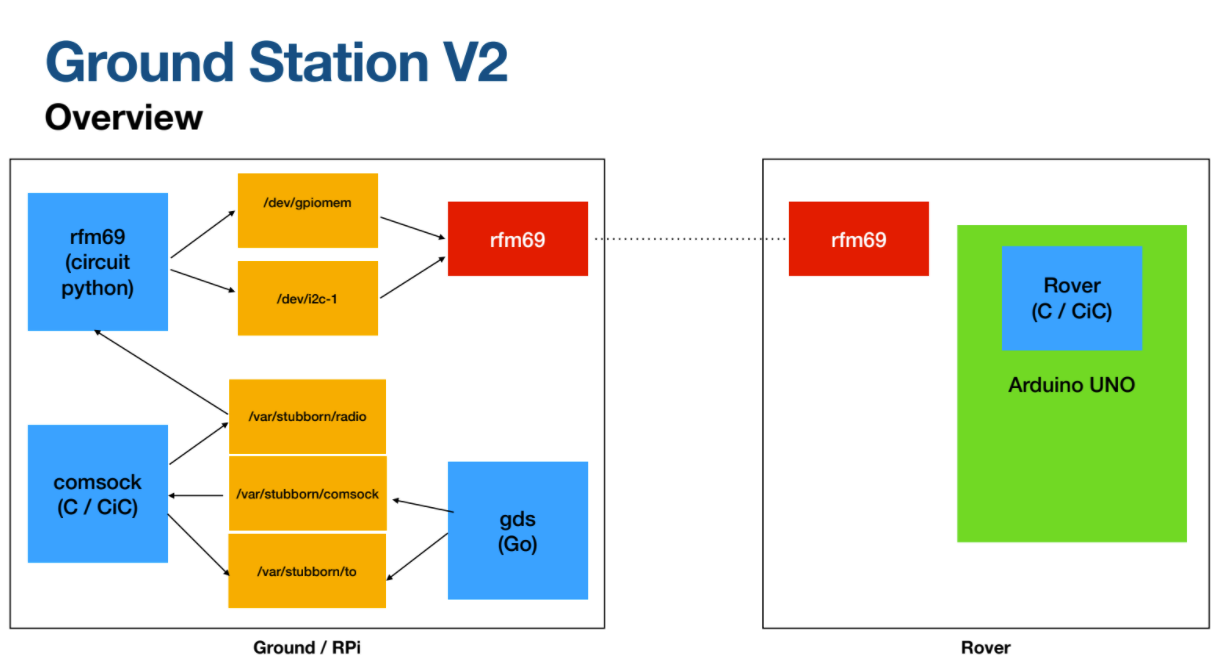 Ground Station V2
Overview
rfm69
(circuit
python)
/dev/gpiomem
/dev/i2c-1
rfm69
/var/stubborn/radio
comsock
(C / CiC)
/var/stubborn/comsock
/var/stubborn/to
gds
(Go)
Ground / RPi
rfm69
Rover
(C / CiC)
Arduino UNO
Rover